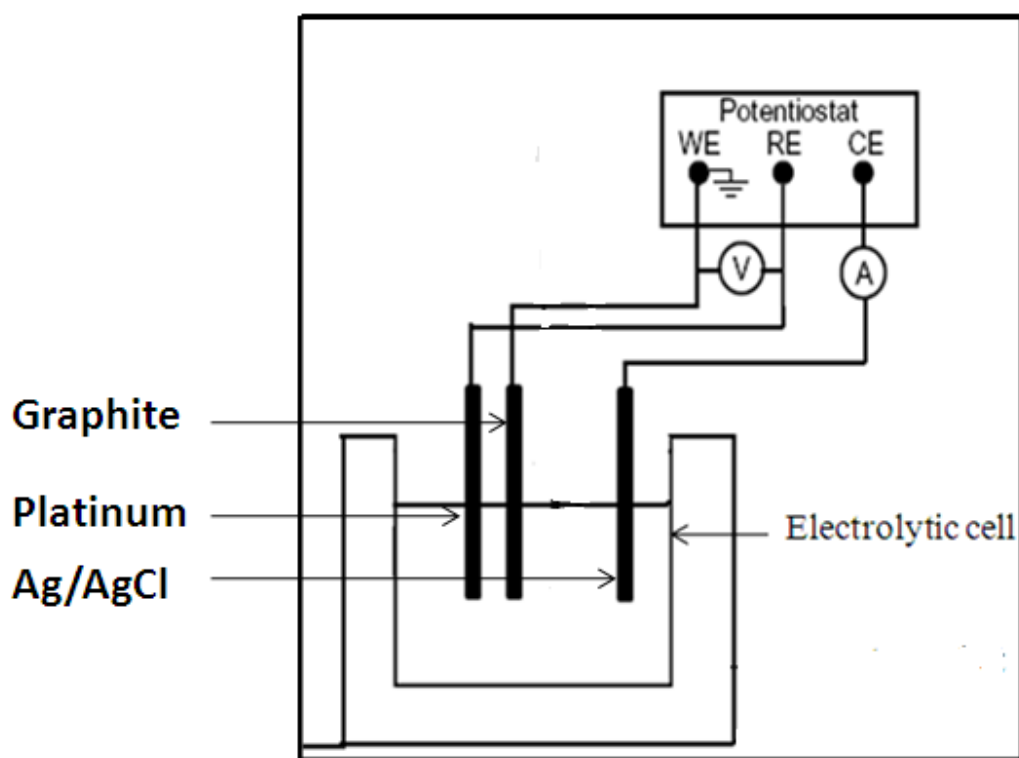 Potentiostat
WE RE CE
V
A
Graphite
Platinum
Electrolytic cell
Ag/AgCl